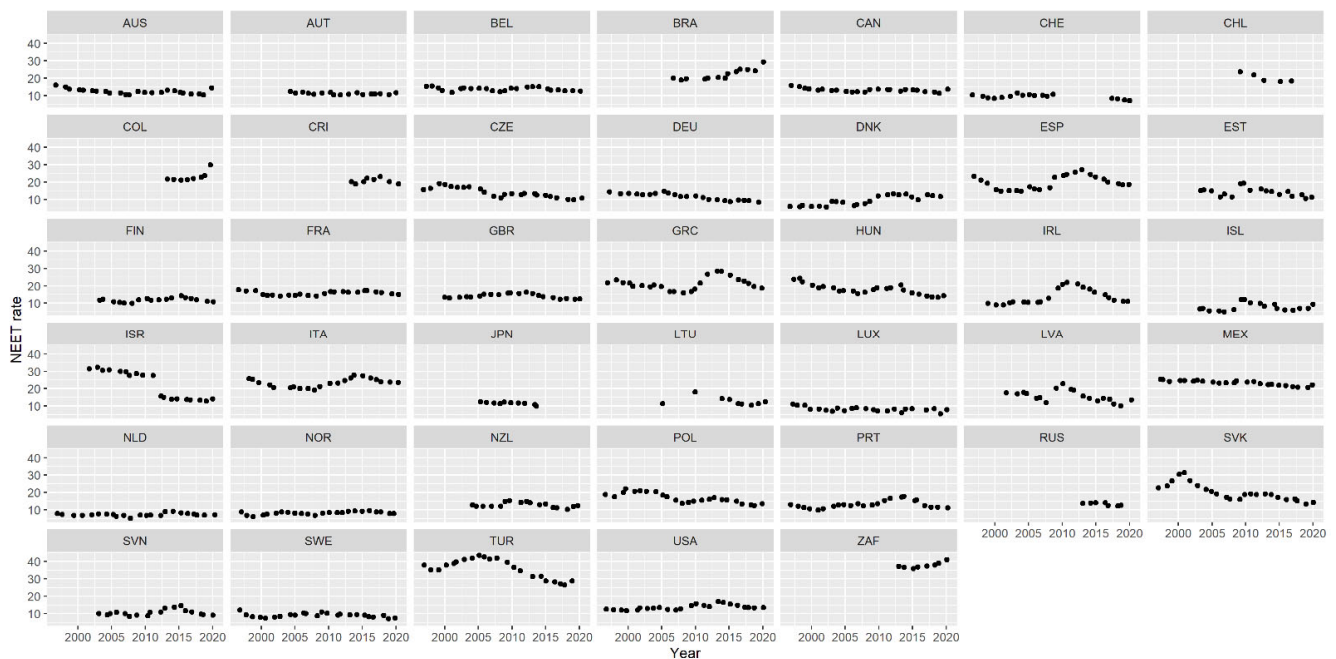 AUS AUT BEL BRA CAN CHE CHL
40
30
20
10
COL CRI CZE DEU DNK ESP EST
40
30
20
10
FIN FRA GBR GRC HUN IRL ISL
40
30
20
10
NEET rate
ISR ITA JPN LTU LUX LVA MEX
40
30
20
10
NLD NOR NZL POL PRT RUS SVK
40
30
20
10
2000 2005 2010 2015 2020 2000 2005 2010 2015 2020
SVN SWE TUR USA ZAF
40
30
20
10
2000 2005 2010 2015 2020 2000 2005 2010 2015 2020 2000 2005 2010 2015 2020 2000 2005 2010 2015 2020 2000 2005 2010 2015 2020
Year